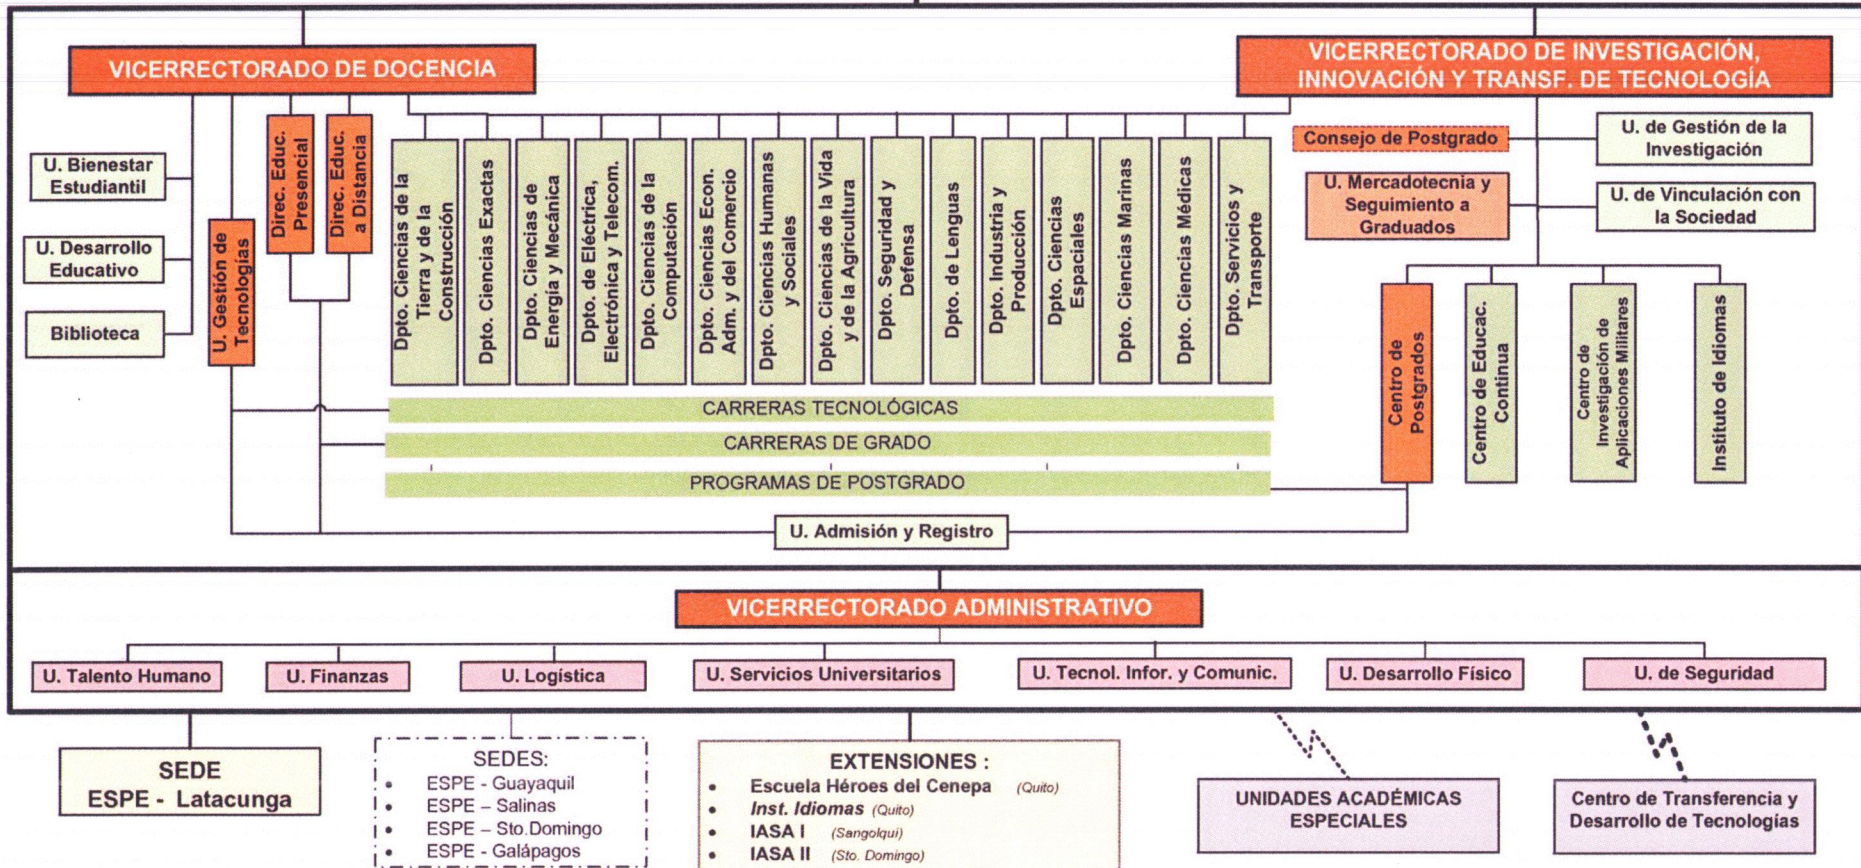 VICERRECTORADO DE DOCENCIA
VICERRECTORADO DE INVESTIGACIÓN,
INNOVACIÓN Y TRANSF. DE TECNOLOGÍA
U. Bienestar
Estudiantil
U. Desarrollo
Educativo
Biblioteca
U. Gestión de
Tecnologías
Direc. Educ.
Presencial
Direc. Educ.
a Distancia
Dpto. Ciencias de la
Tierra y de la
Construcción
Dpto. Ciencias Exactas
Dpto. Ciencias de
Energía y Mecánica
Dpto. de Eléctrica,
Electrónica y Telecom.
Dpto. Ciencias de la
Computación
Dpto. Ciencias Econ.
Adm. y del Comercio
Dpto. Ciencias Humanas
y Sociales
Dpto. Ciencias de la Vida
y de la Agricultura
Dpto. Seguridad y
Defensa
Dpto. de Lenguas
Dpto. Industria y
Producción
Dpto. Ciencias
Espaciales
Dpto. Ciencias Marinas
Dpto. Ciencias Médicas
Dpto. Servicios y
Transporte
Consejo de Postgrado
U. de Gestión de la
Investigación
U. Mercadotecnia y
Seguimiento a
Graduados
U. de Vinculación con
la Sociedad
Centro de
Postgrados
Centro de Educac.
Continua
Centro de
Investigación de
Aplicaciones Militares
Instituto de Idiomas
CARRERAS TECNOLÓGICAS
CARRERAS DE GRADO
PROGRAMAS DE POSTGRADO
U. Admisión y Registro
VICERRECTORADO ADMINISTRATIVO
U. Talento Humano
U. Finanzas
U. Logística
U. Servicios Universitarios
U. Tecnol. Infor. y Comunic.
U. Desarrollo Físico
U. de Seguridad
SEDE
ESPE - Latacunga
SEDES:
• ESPE - Guayaquil
• ESPE – Salinas
• ESPE – Sto.Domingo
• ESPE - Galápagos
EXTENSIONES :
• Escuela Héroes del Cenepa (Quito)
• Inst. Idiomas (Quito)
• IASA I (Sangolquí)
• IASA II (Sto. Domingo)
UNIDADES ACADÉMICAS
ESPECIALES
Centro de Transferencia y
Desarrollo de Tecnologías